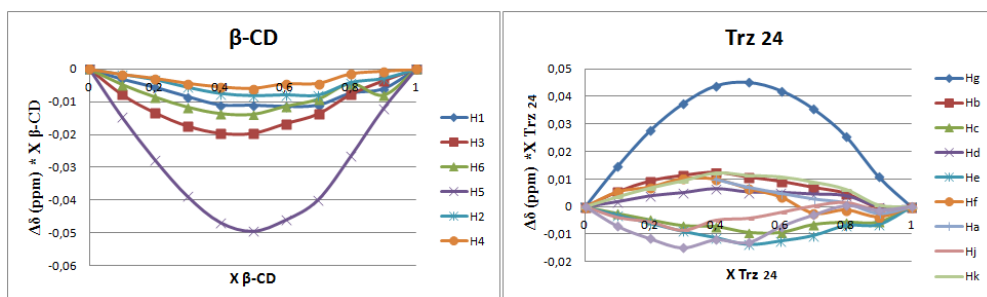 β-CD
0
-0,01
-0,02
-0,03
-0,04
-0,05
-0,06
0 0,2 0,4 0,6 0,8 1
Δδ (ppm) * X β-CD
X β-CD
H1
H3
H6
H5
H2
H4
Trz 24
0,05
0,04
0,03
0,02
0,01
0
-0,01
-0,02
0 0,2 0,4 0,6 0,8 1
Δδ (ppm) *X Trz 24
X Trz 24
Hg
Hb
Hc
Hd
He
Hf
Ha
Hj
Hk